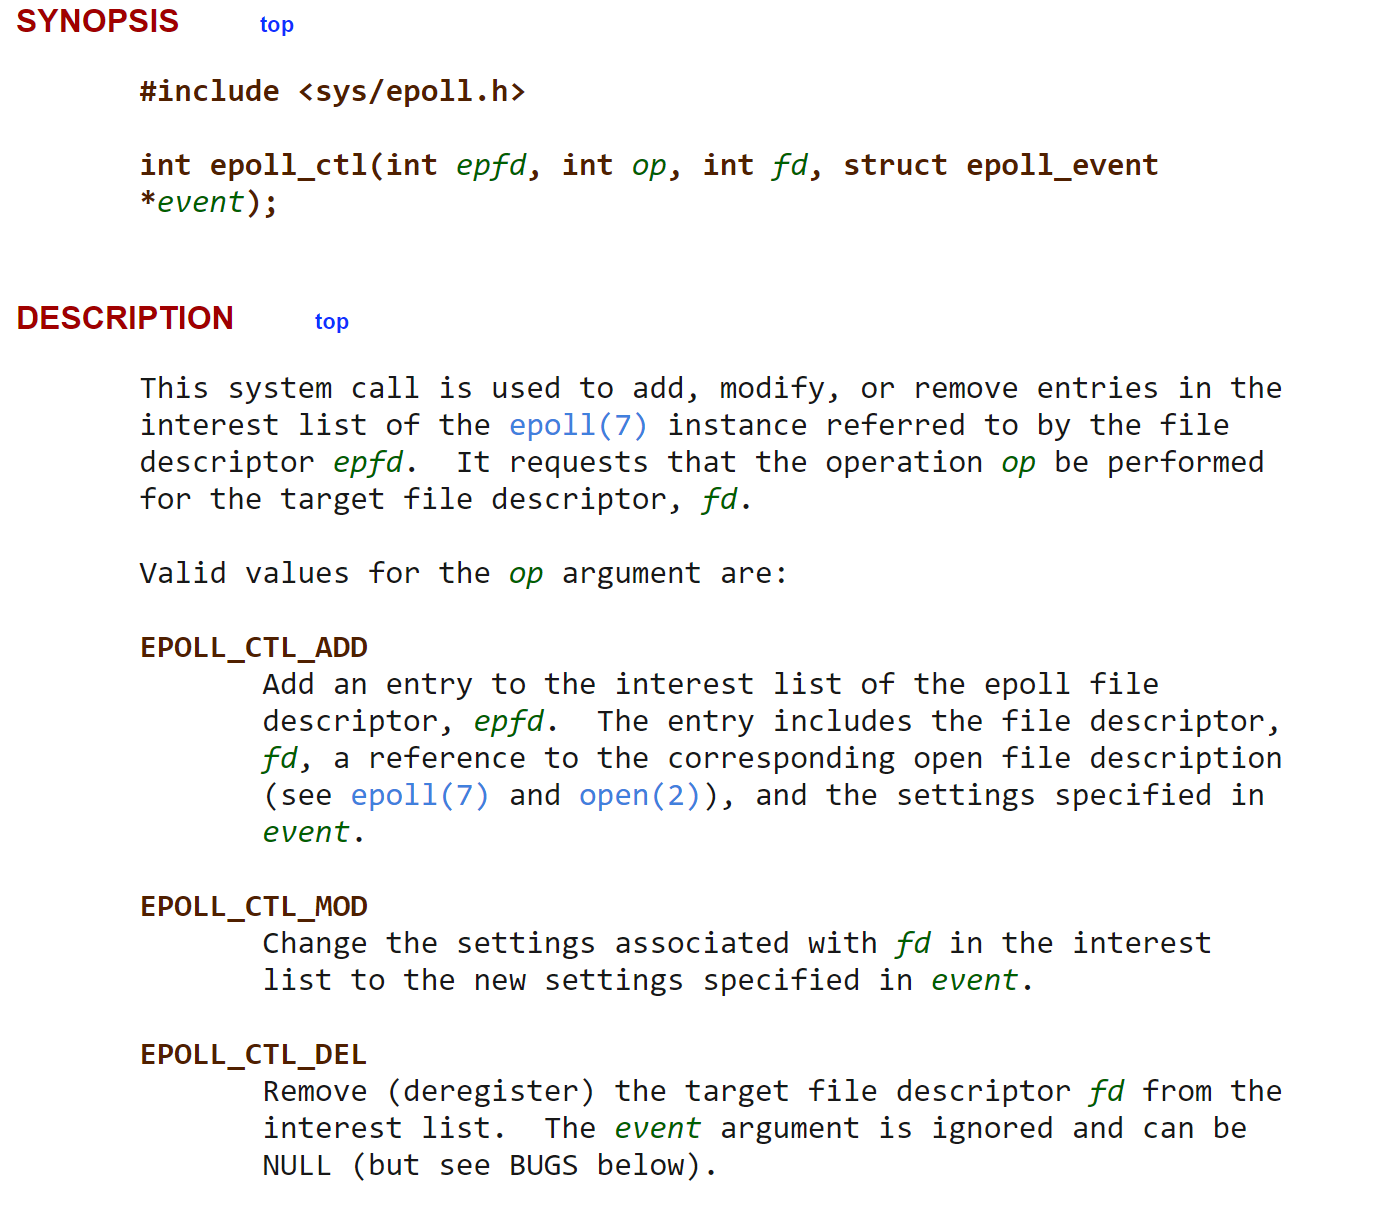 SYNOPSIS top
#include <sys/epoll.h>
int epoll_ctl(int epfd, int op, int fd, struct epoll_event
*event);
DESCRIPTION top
This system call is used to add, modify, or remove entries in the
interest list of the epoll(7) instance referred to by the file
descriptor epfd.  It requests that the operation op be performed
for the target file descriptor, fd.
Valid values for the op argument are:
EPOLL_CTL_ADD
Add an entry to the interest list of the epoll file
descriptor, epfd.  The entry includes the file descriptor,
fd, a reference to the corresponding open file description
(see epoll(7) and open(2)), and the settings specified in
event.
EPOLL_CTL_MOD
Change the settings associated with fd in the interest
list to the new settings specified in event.
EPOLL_CTL_DEL
Remove (deregister) the target file descriptor fd from the
interest list.  The event argument is ignored and can be
NULL (but see BUGS below).